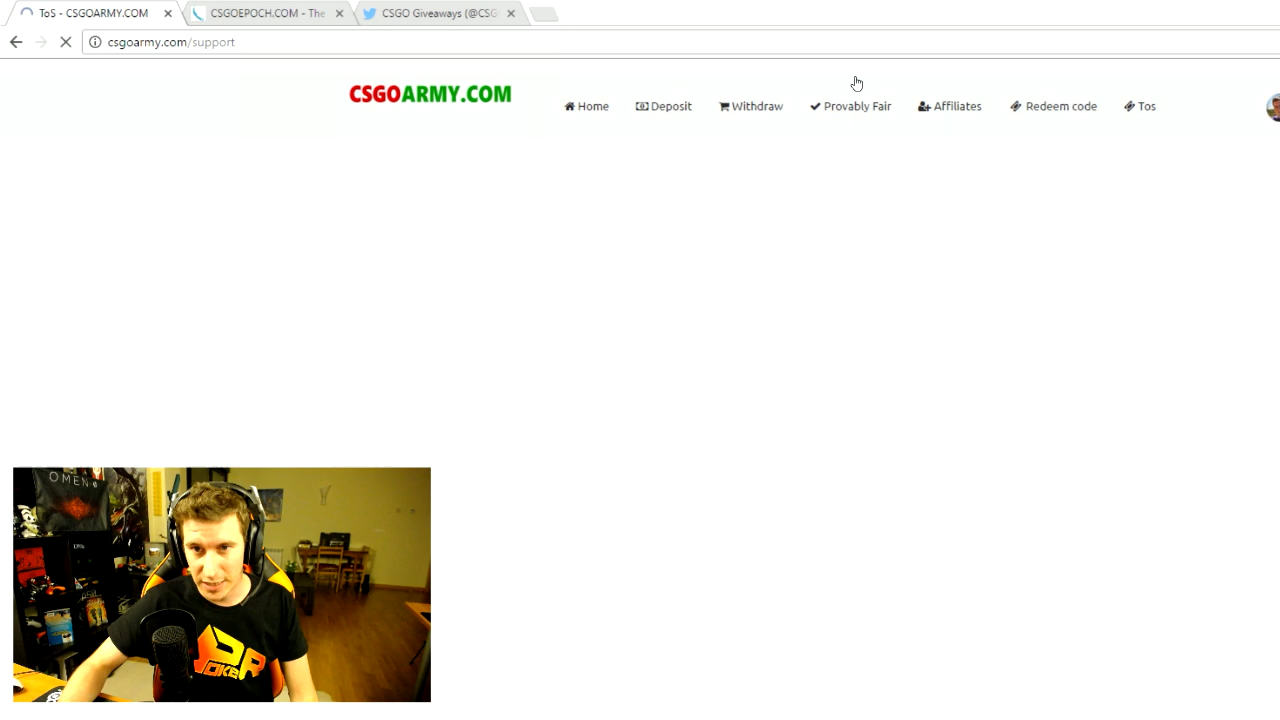 ToS - CSGOARMY.COM
CSGOEPOCH.COM - The
CSGO Giveaways (@CSG
csgoarmy.com/support
CSGOARMY.COM
Home
Deposit
Withdraw
Provably Fair
Affiliates
Redeem code
Tos
OMEN
JOKER